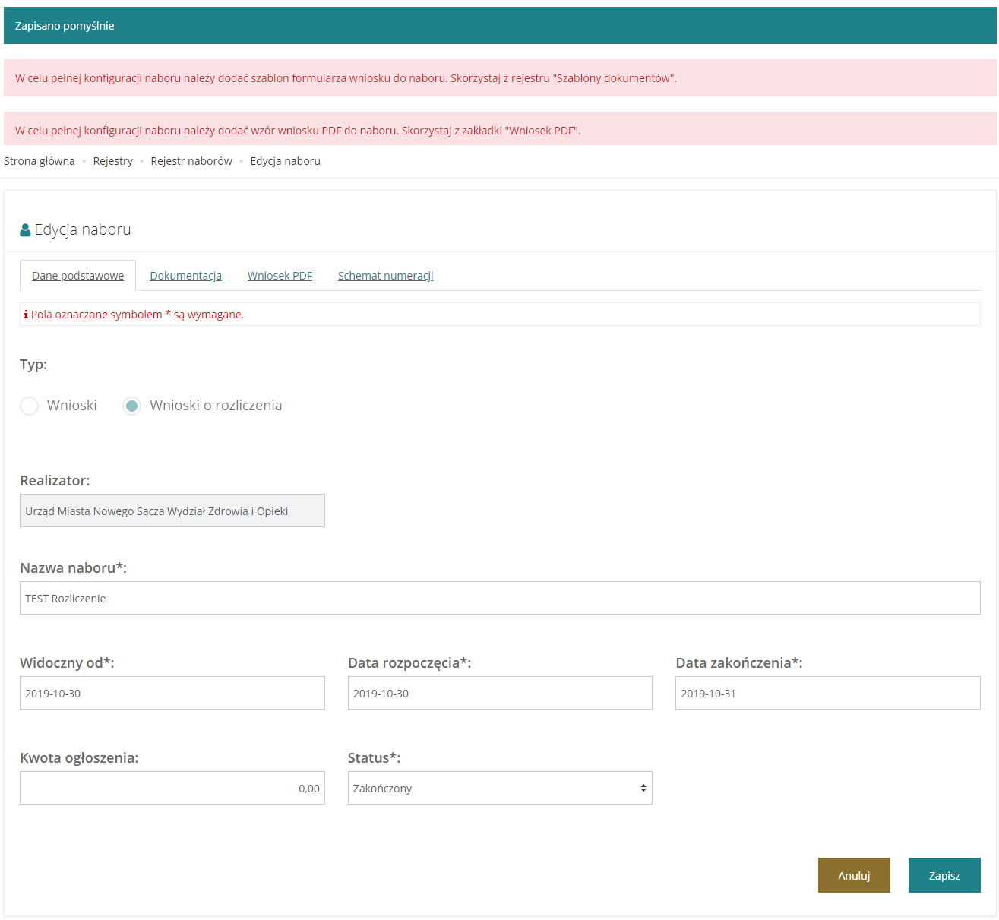 Zapisano pomyślnie
W celu pełnej konfiguracji naboru należy dodać szablon formularza wniosku do naboru. Skorzystaj z rejestru "Szablony dokumentów".
W celu pełnej konfiguracji naboru należy dodać wzór wniosku PDF do naboru. Skorzystaj z zakładki "Wniosek PDF".
Strona główna • Rejestry • Rejestr naborów • Edycja naboru
Edycja naboru
Dane podstawowe Dokumentacja Wniosek PDF Schemat numeracji
Pola oznaczone symbolem * są wymagane.
Typ:
Wnioski Wnioski o rozliczenia
Realizator:
Urząd Miasta Nowego Sącza Wydział Zdrowia i Opieki
Nazwa naboru*:
TEST Rozliczenie
Widoczny od*: Data rozpoczęcia*: Data zakończenia*:
2019-10-30 2019-10-30 2019-10-31
Kwota ogłoszenia: Status*:
0,00 Zakończony
Anuluj Zapisz